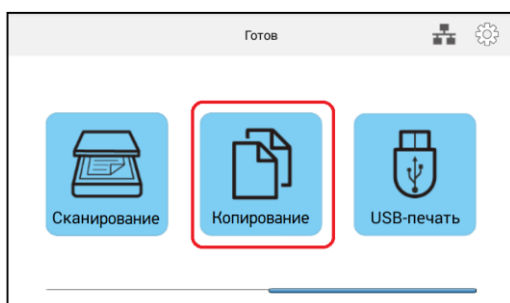 Готов
Сканирование
Копирование
USB-печать